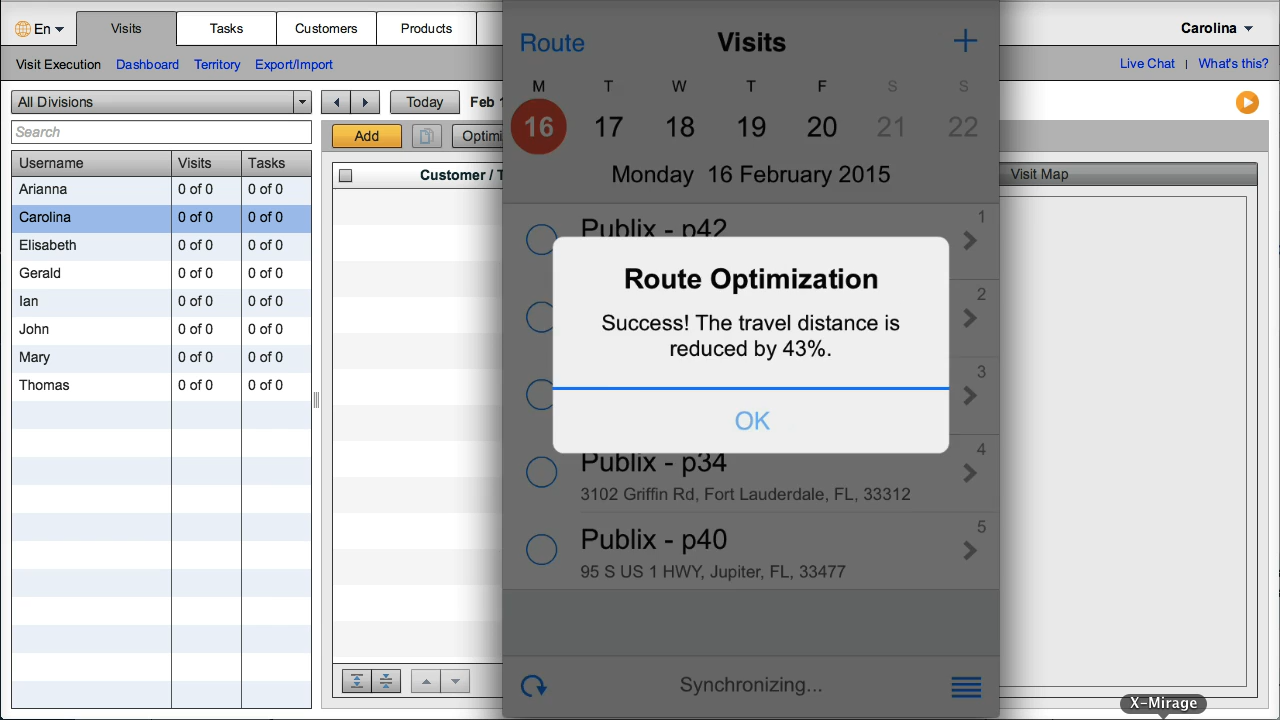 En
Visits
Tasks
Customers
Products
Carolina
Visit Execution
Dashboard
Territory
Export/Import
Live Chat
What's this?
All Divisions
Search
Username Visits Tasks
Arianna 0 of 0 0 of 0
Carolina 0 of 0 0 of 0
Elisabeth 0 of 0 0 of 0
Gerald 0 of 0 0 of 0
Ian 0 of 0 0 of 0
John 0 of 0 0 of 0
Mary 0 of 0 0 of 0
Thomas 0 of 0 0 of 0
Today
Feb
Add
Customer /
Visit Map
Route
Visits
M T W T F S S
16 17 18 19 20 21 22
Monday 16 February 2015
Publix - p42
1
2
3
Route Optimization
Success! The travel distance is
reduced by 43%.
OK
Publix - p34
4
3102 Griffin Rd, Fort Lauderdale, FL, 33312
Publix - p40
5
95 S US 1 HWY, Jupiter, FL, 33477
Synchronizing...
X-Mirage